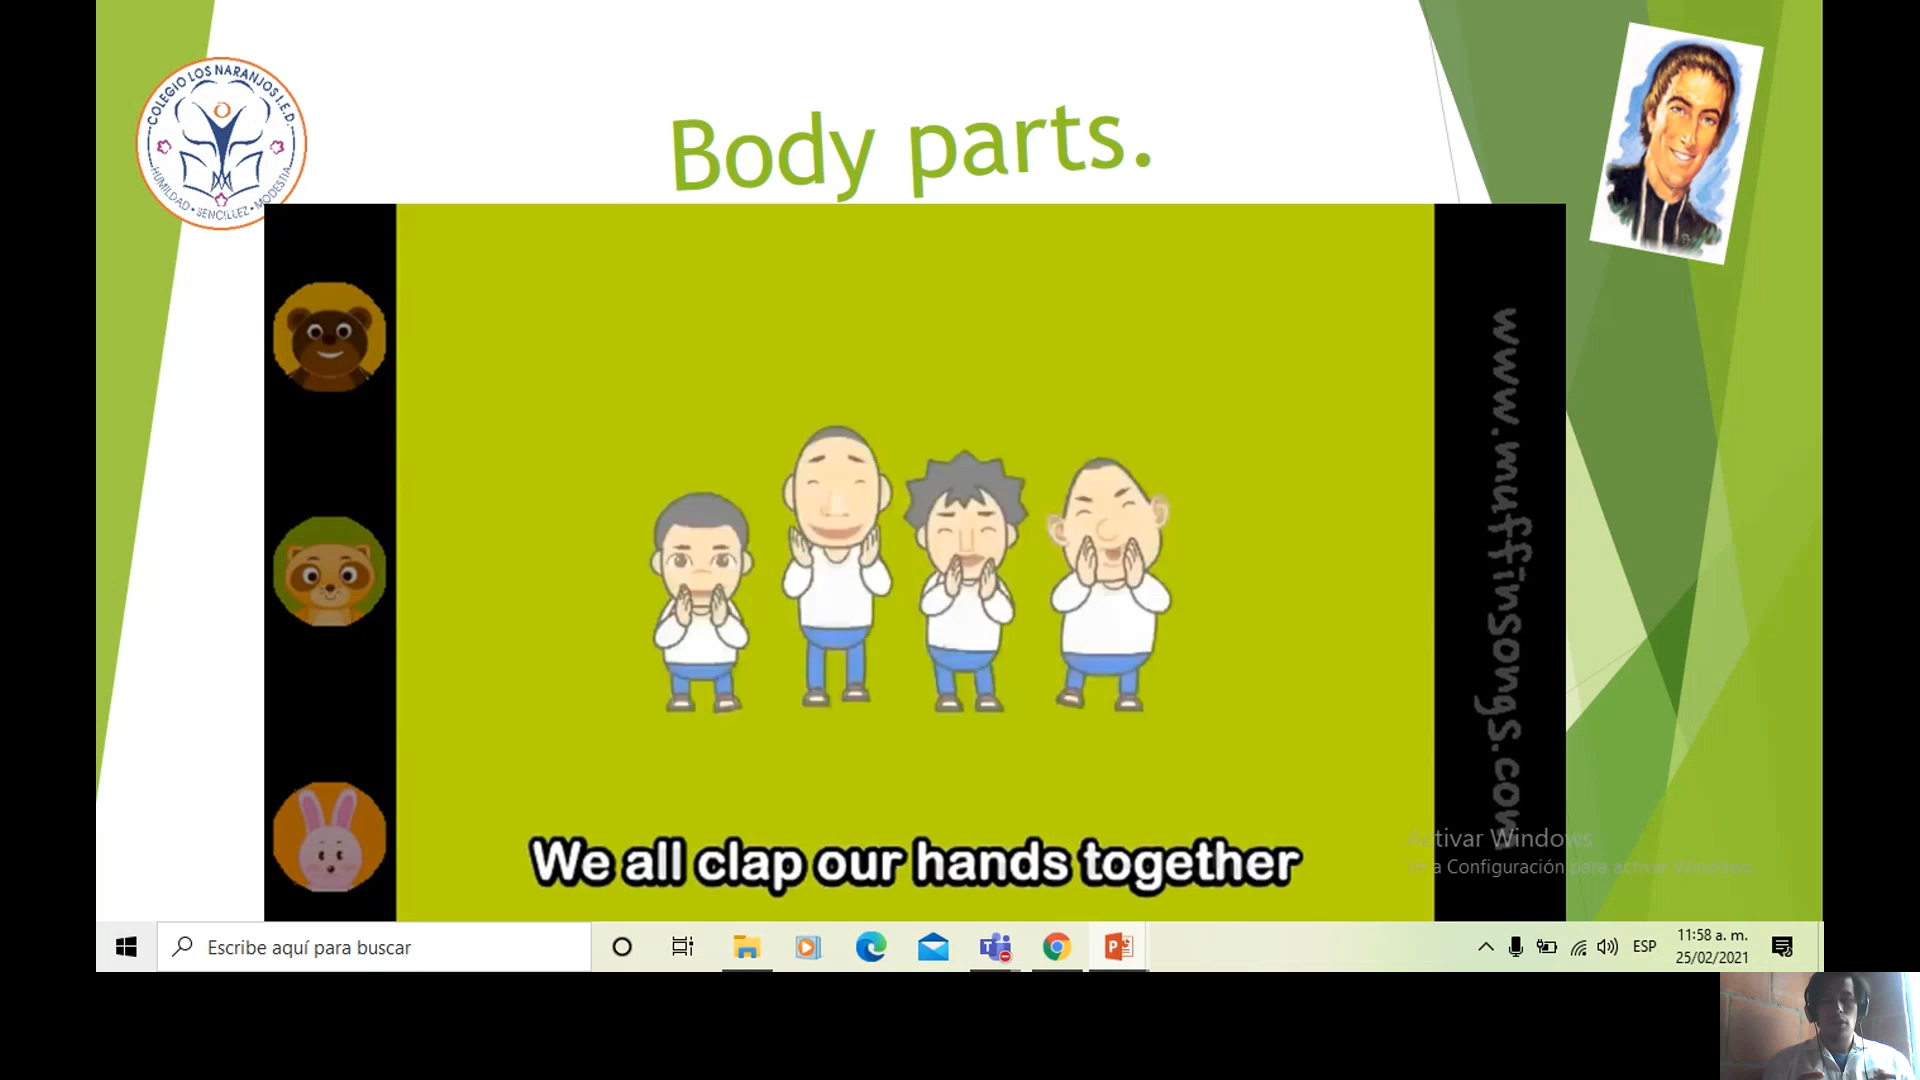 COLEGIO LOS NARANJOS I.E.D.
HUMILDAD • SENCILLEZ • MODESTIA
Body parts.
www.muffinsongs.com
We all clap our hands together
Activar Windows
Ve a Configuración para activar Windows.
Escribe aquí para buscar
ESP
11:58 a. m.
25/02/2021